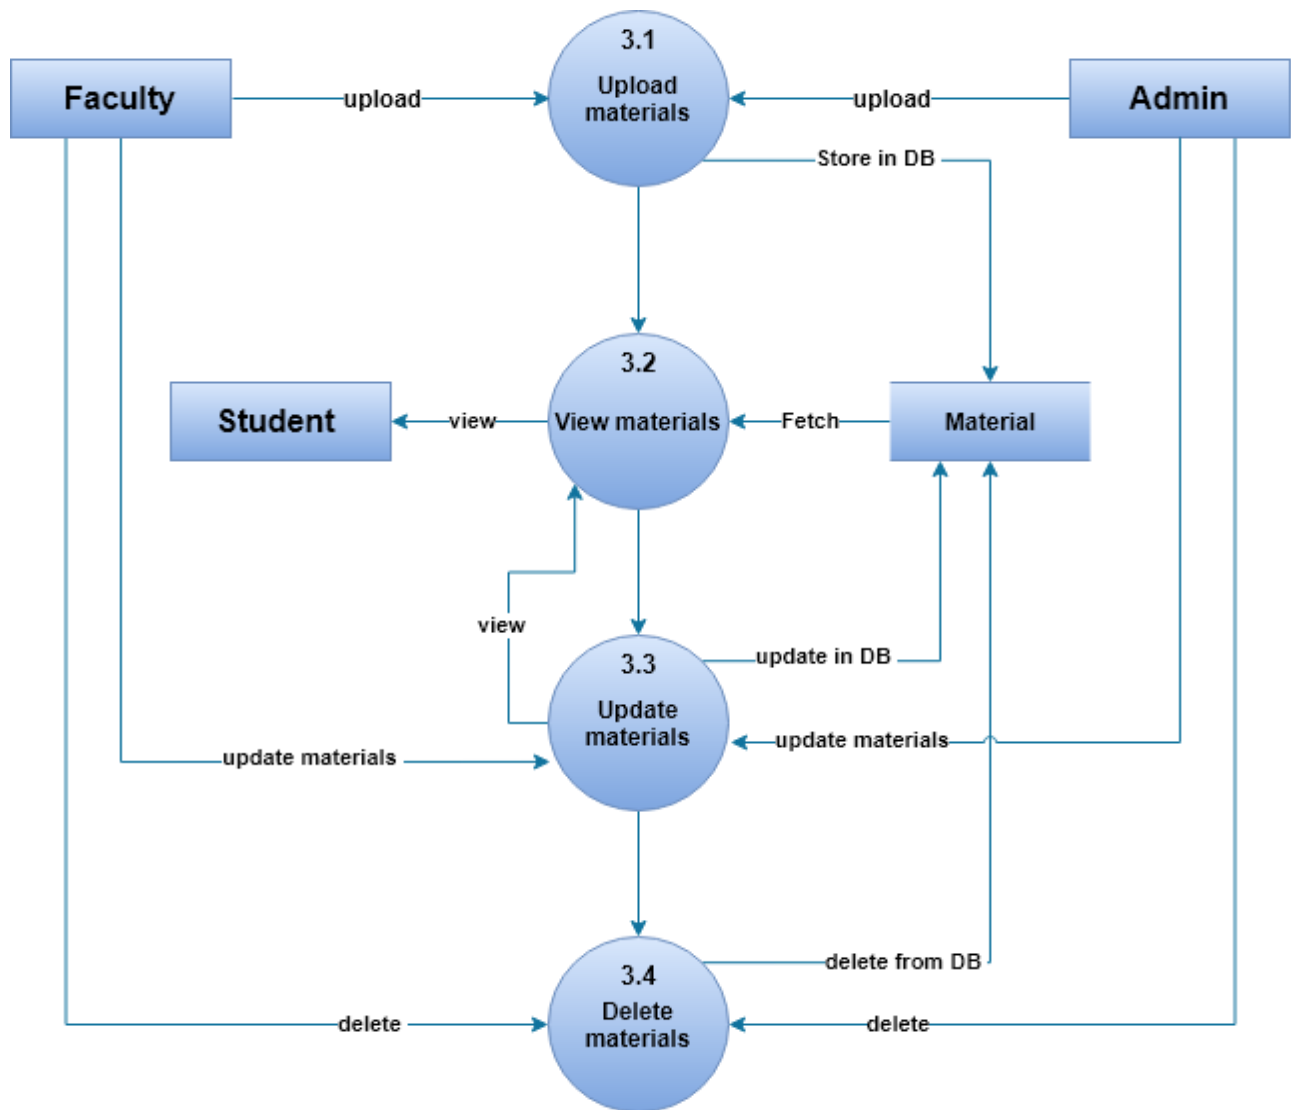 3.1
Upload
materials
Faculty
upload
upload
Admin
Store in DB
3.2
View materials
Student
view
Fetch
Material
view
3.3
Update
materials
update in DB
update materials
update materials
3.4
Delete
materials
delete from DB
delete
delete